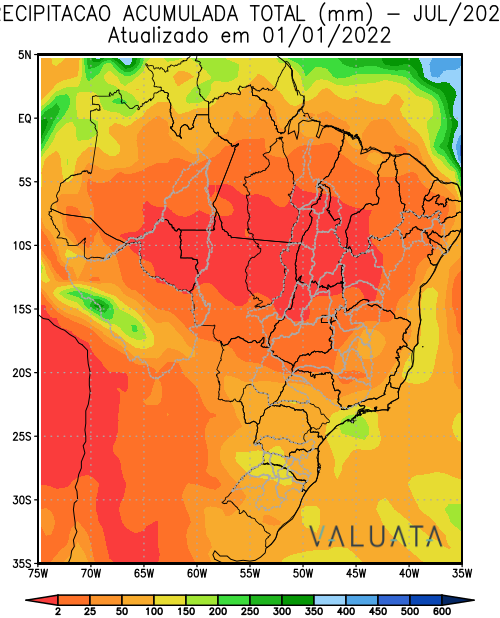 RECIPITACAO ACUMULADA TOTAL (mm) – JUL/202
Atualizado em 01/01/2022
5N
EQ
5S
10S
15S
20S
25S
30S
35S
75W 70W 65W 60W 55W 50W 45W 40W 35W
VALUATA
2 25 50 100 150 200 250 300 350 400 450 500 600